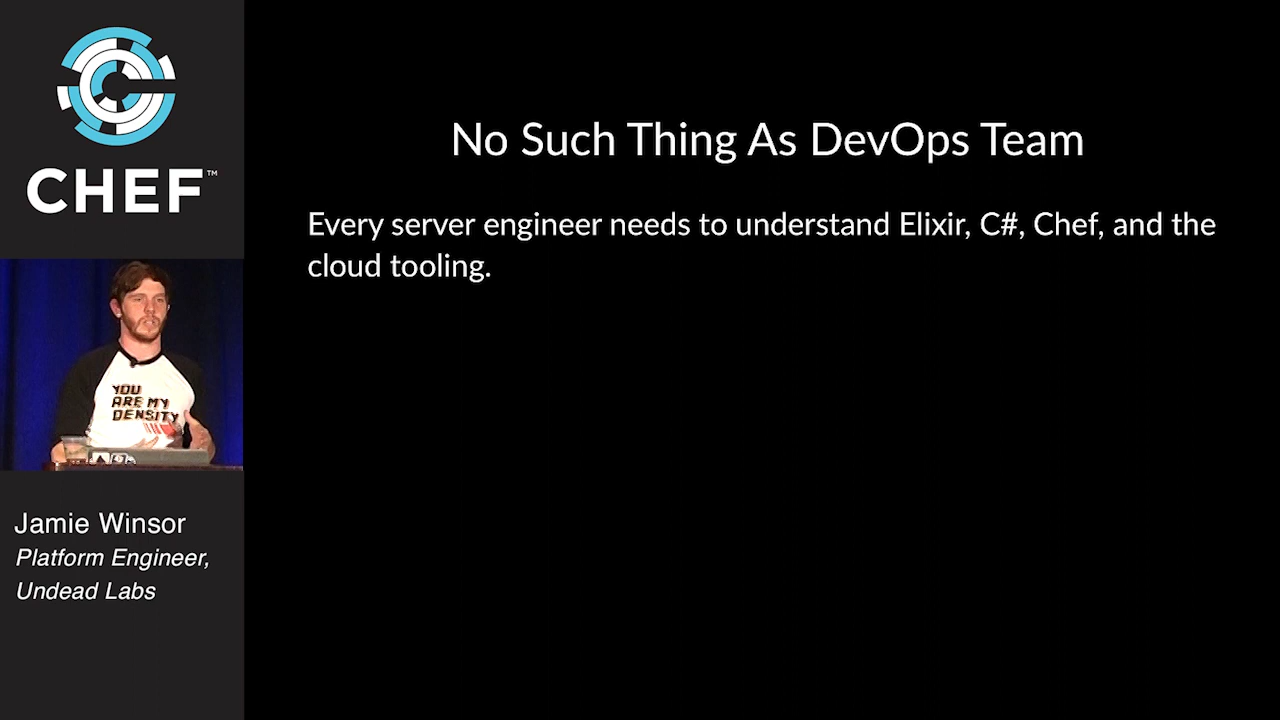 CHEF™
No Such Thing As DevOps Team
Every server engineer needs to understand Elixir, C#, Chef, and the
cloud tooling.
YOU
ARE MY
DENSITY
Jamie Winsor
Platform Engineer,
Undead Labs